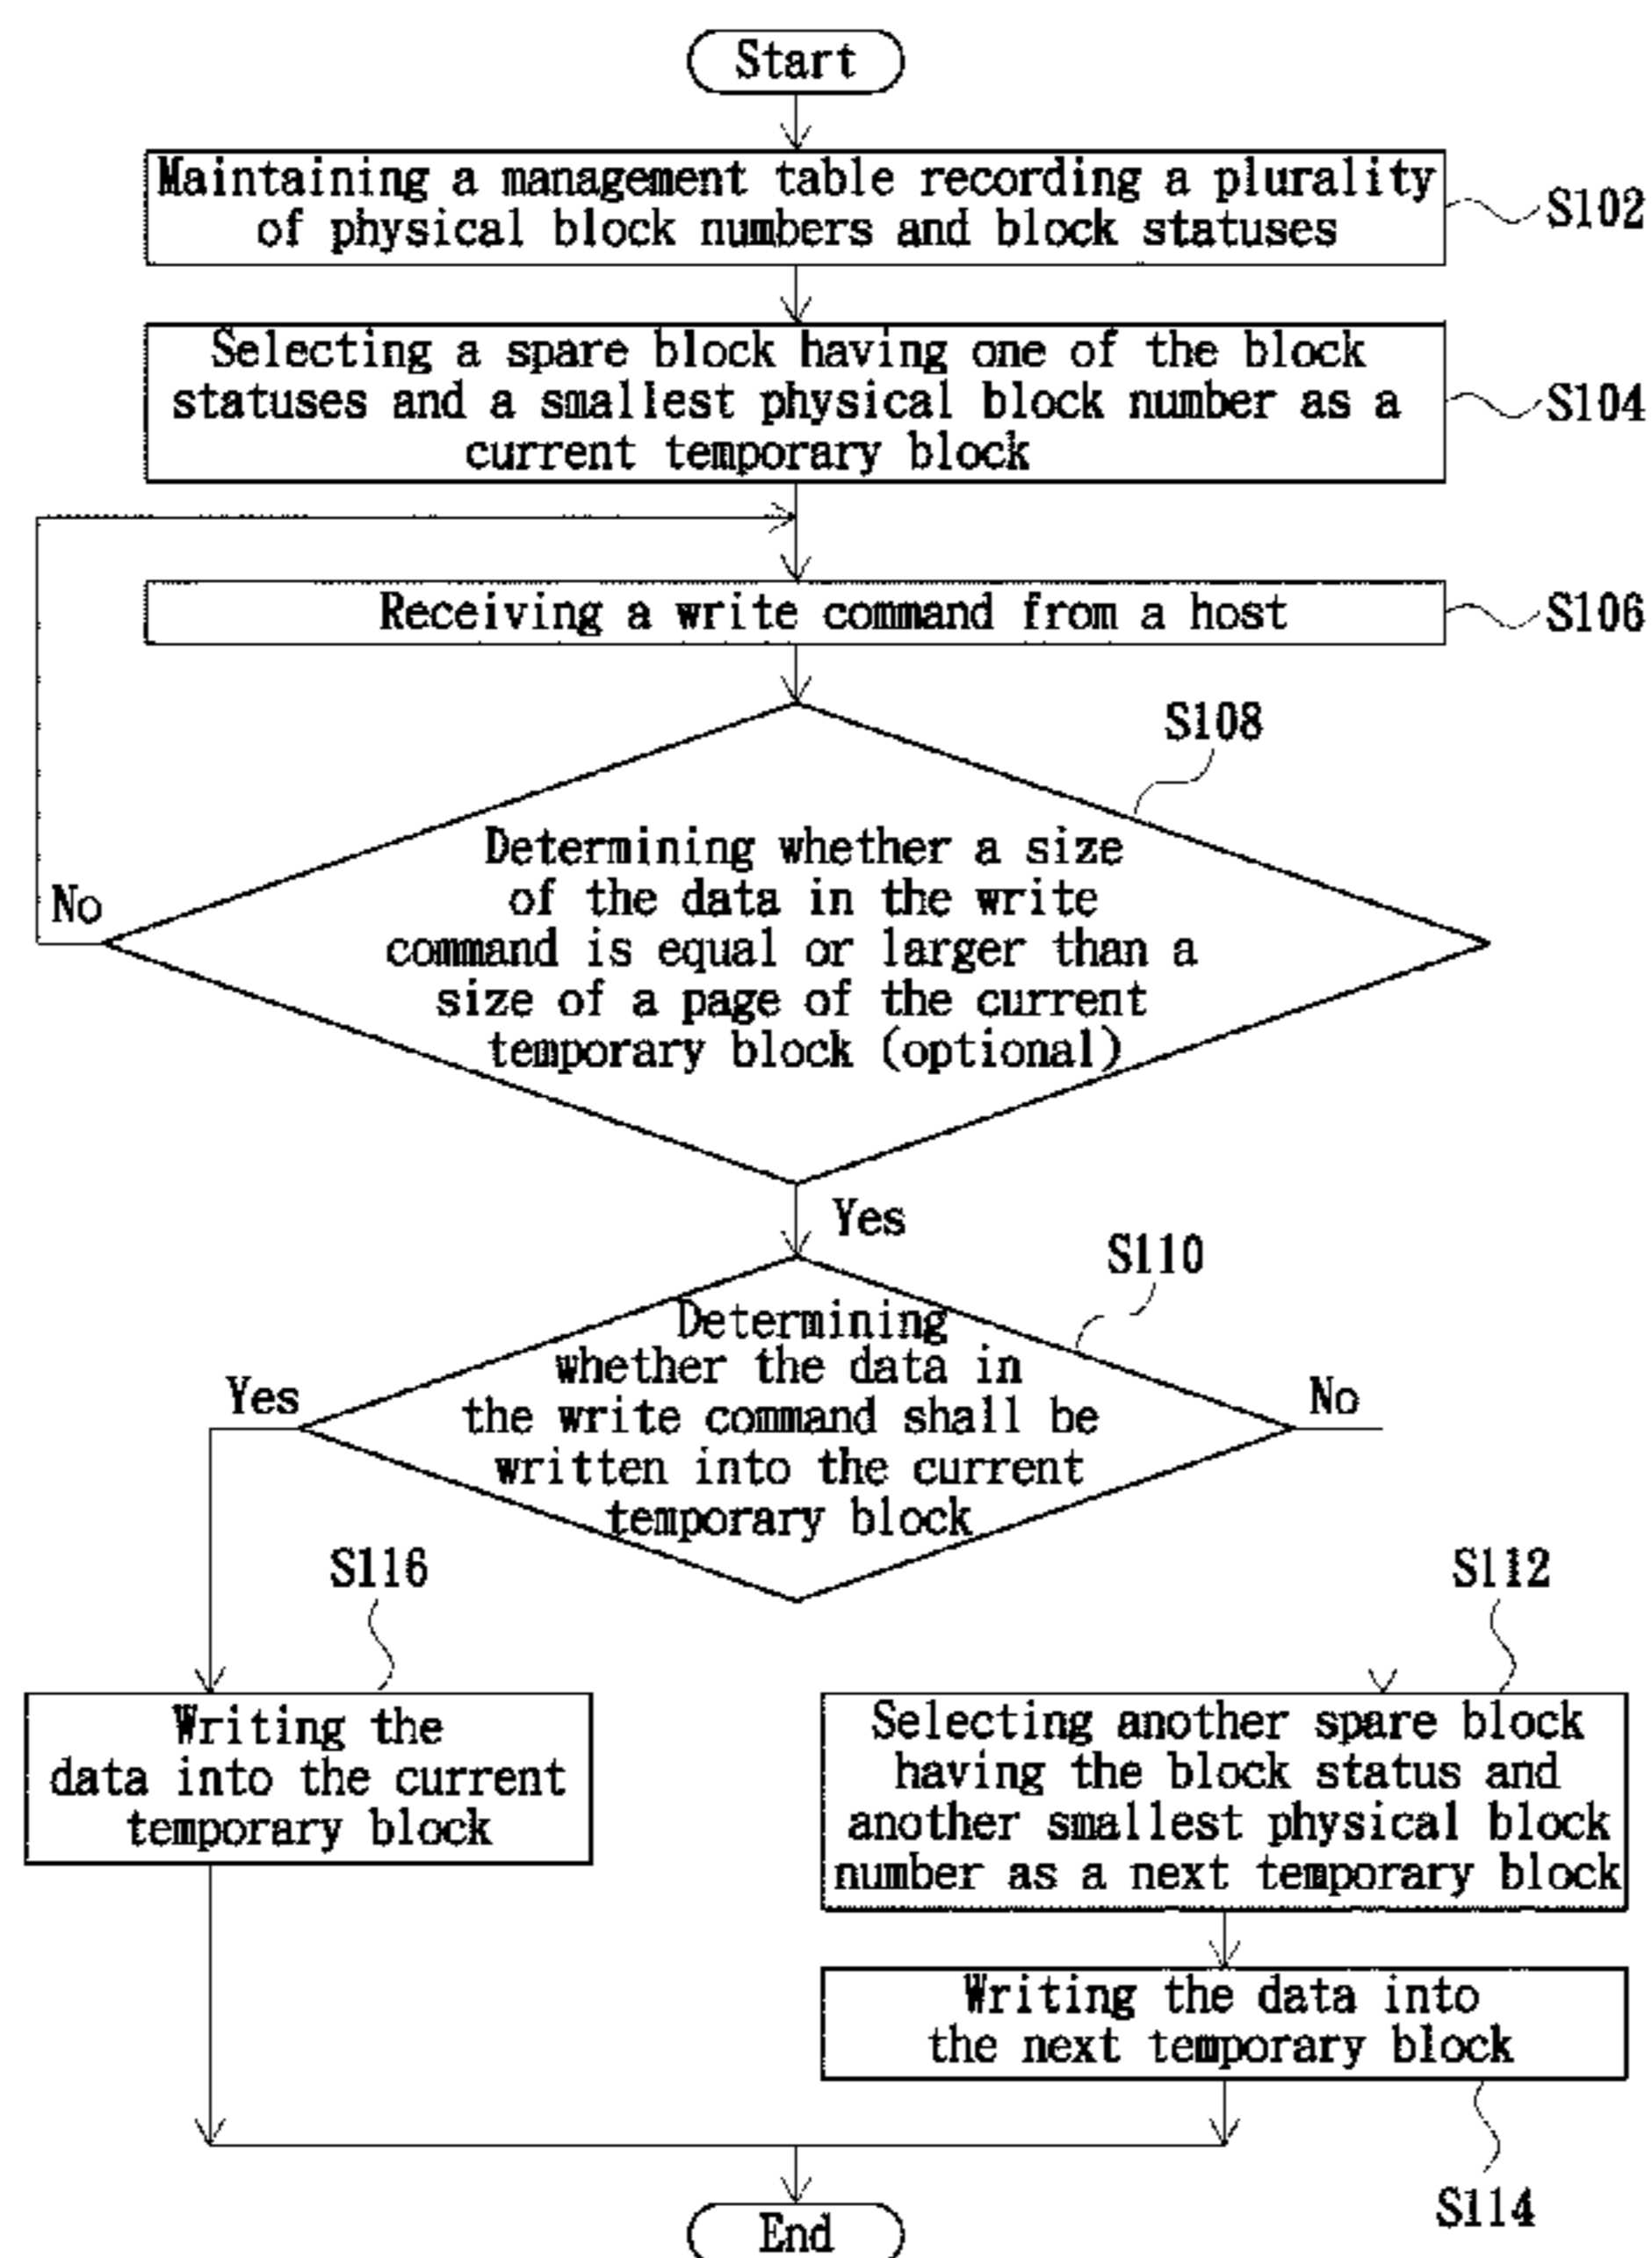 Start
Maintaining a management table recording a plurality
of physical block numbers and block statuses
S102
Selecting a spare block having one of the block
statuses and a smallest physical block number as a
current temporary block
S104
Receiving a write command from a host
S106
S108
Determining whether a size
of the data in the write
command is equal or larger than a
size of a page of the current
temporary block (optional)
No
Yes
S110
Determining
whether the data in
the write command shall be
written into the current
temporary block
Yes
No
S116
S112
Writing the
data into the current
temporary block
Selecting another spare block
having the block status and
another smallest physical block
number as a next temporary block
Writing the data into
the next temporary block
S114
End